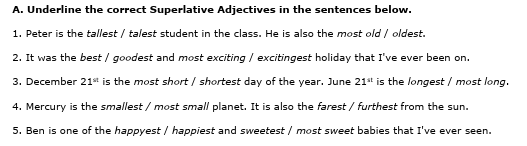 A. Underline the correct Superlative Adjectives in the sentences below.
1. Peter is the tallest / talest student in the class. He is also the most old / oldest.
2. It was the best / goodest and most exciting / excitingest holiday that I've ever been on.
3. December 21st is the most short / shortest day of the year. June 21st is the longest / most long.
4. Mercury is the smallest / most small planet. It is also the farest / furthest from the sun.
5. Ben is one of the happyest / happiest and sweetest / most sweet babies that I've ever seen.